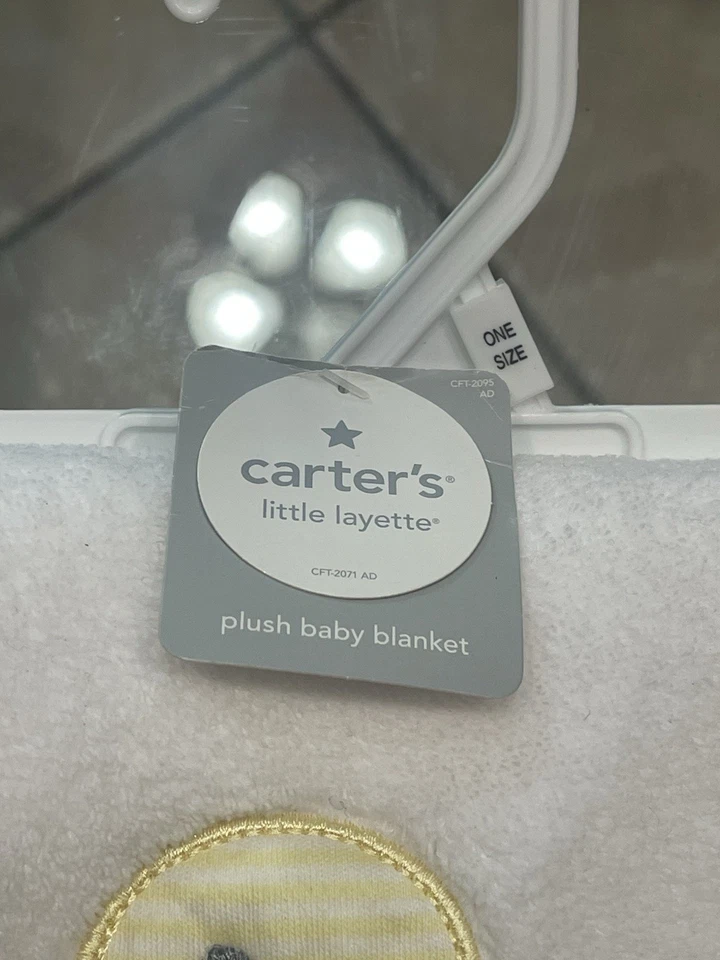 ONE
SIZE
CFT-2095
AD
carter's®
little layette®
CFT-2071 AD
plush baby blanket